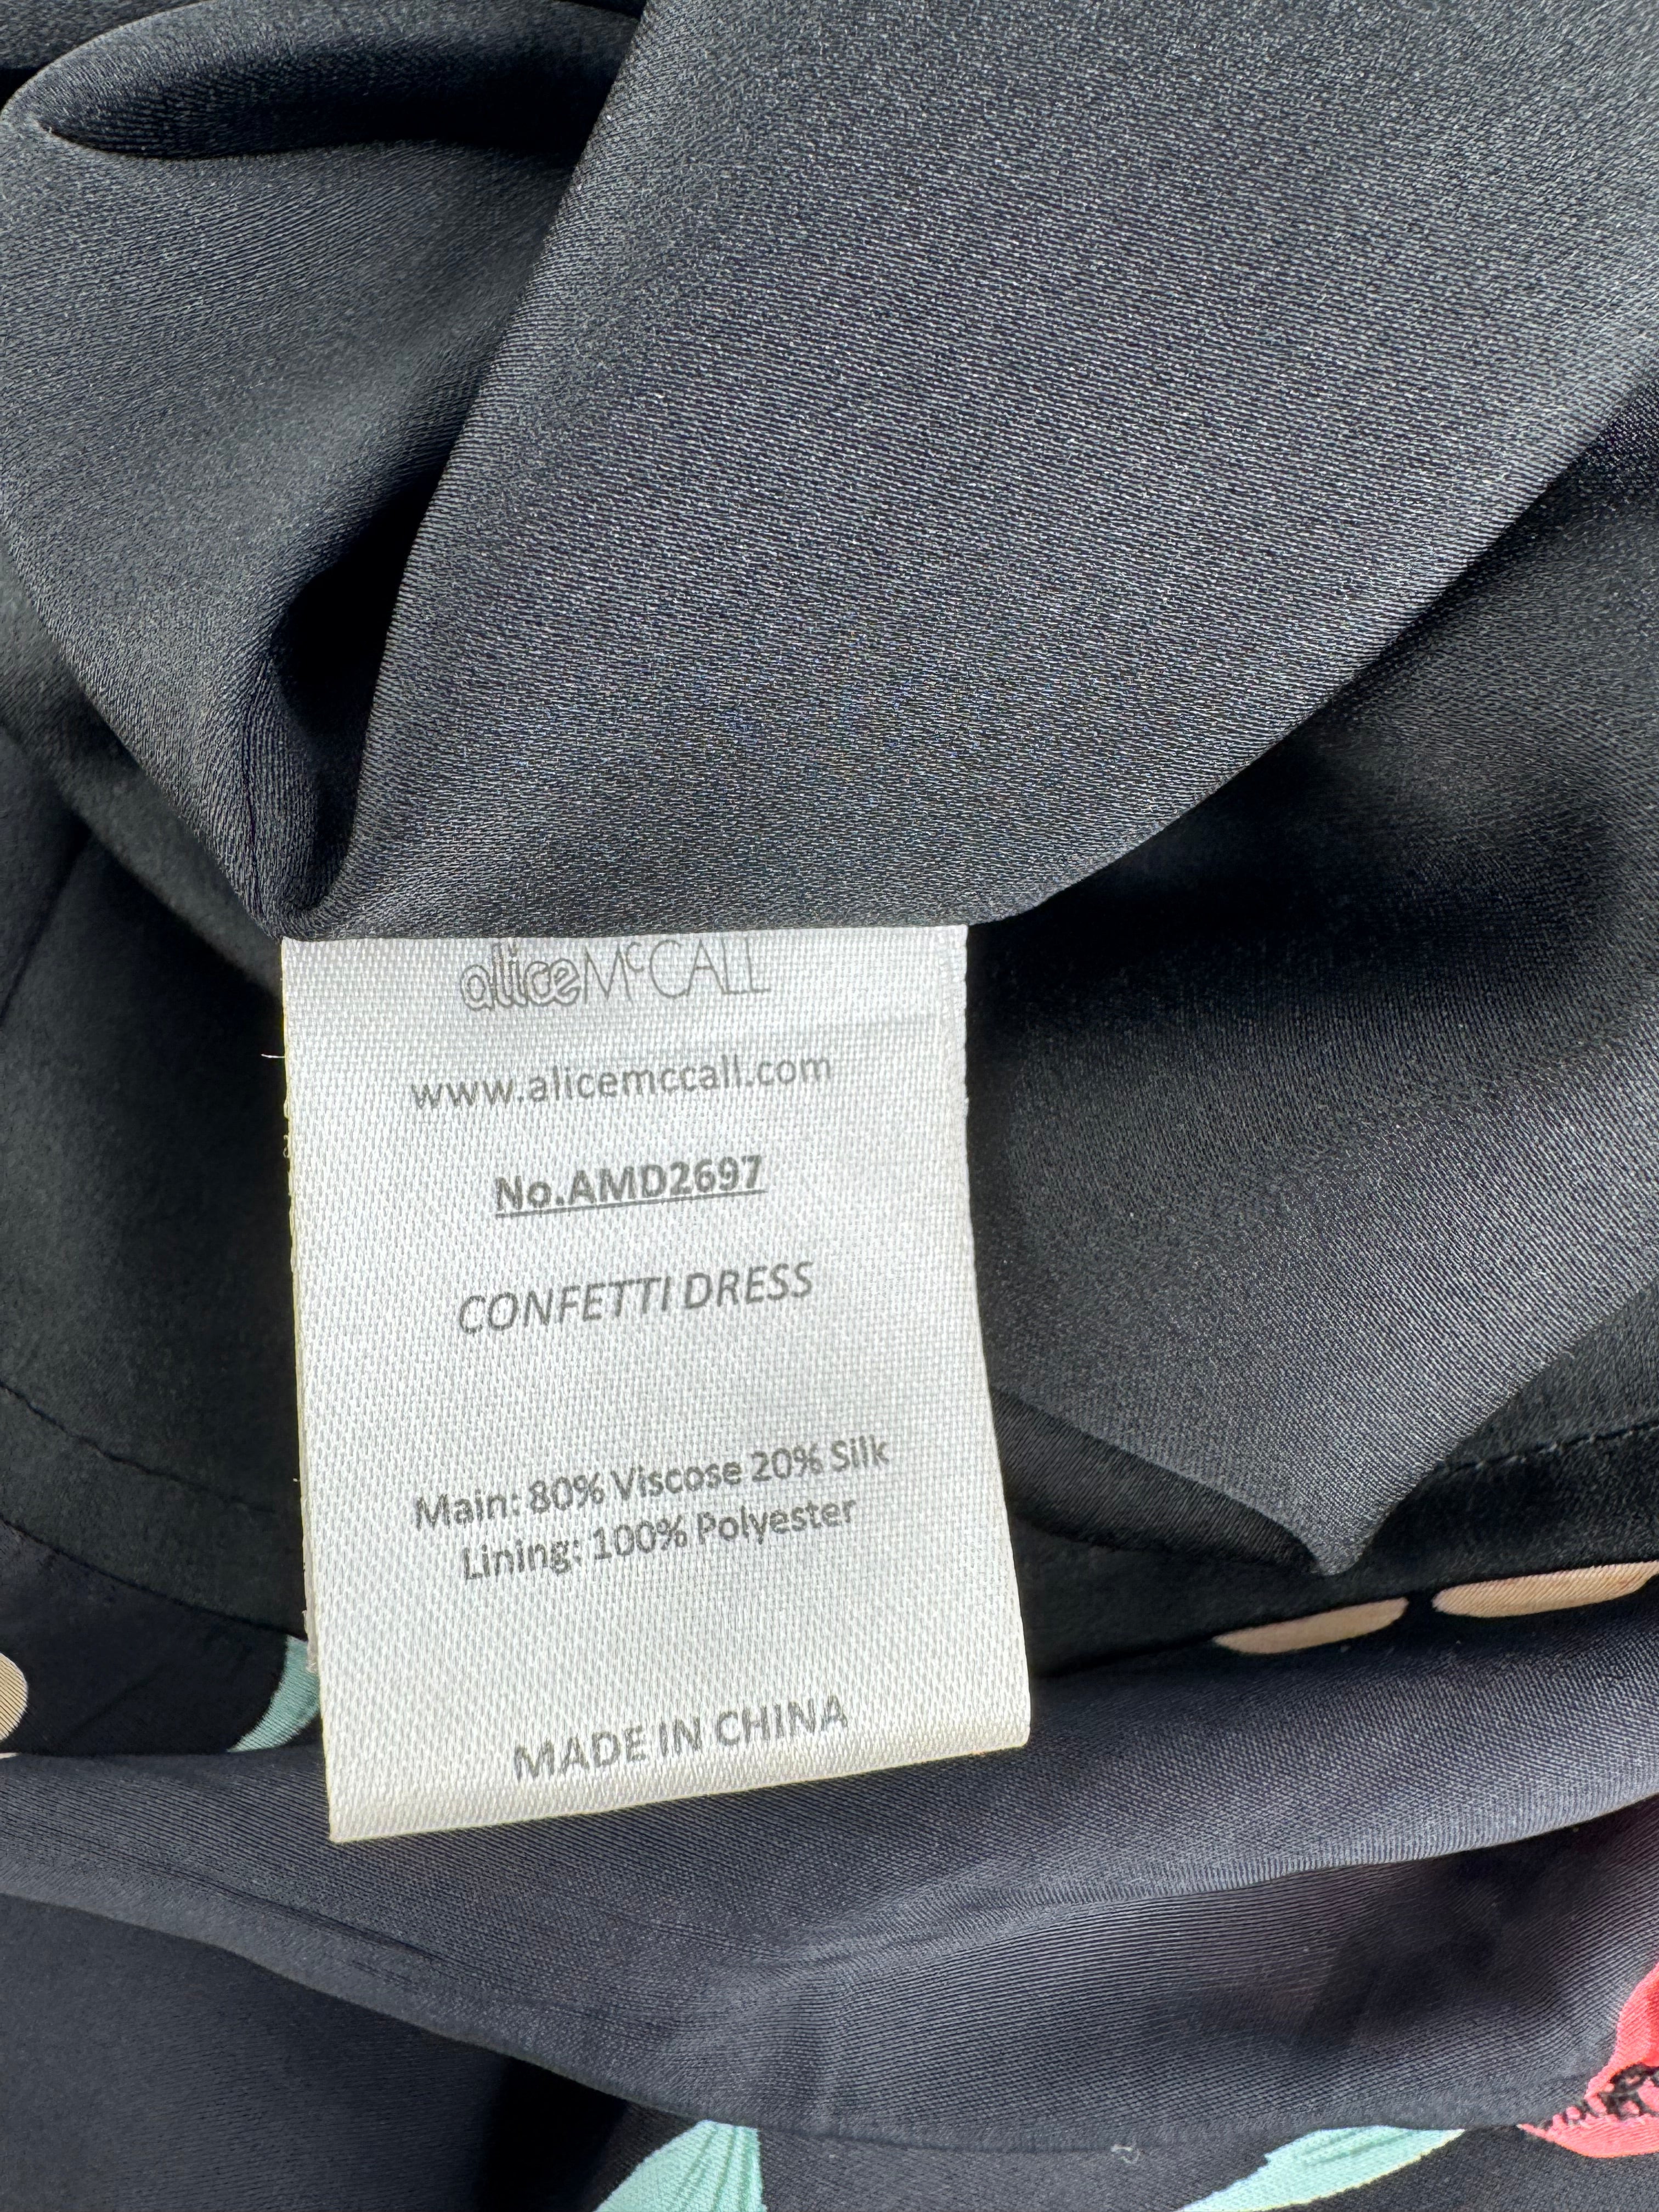 aliceMcCALL
www.alicemccall.com
No.AMD2697
CONFETTI DRESS
Main: 80% Viscose 20% Silk
Lining: 100% Polyester
MADE IN CHINA